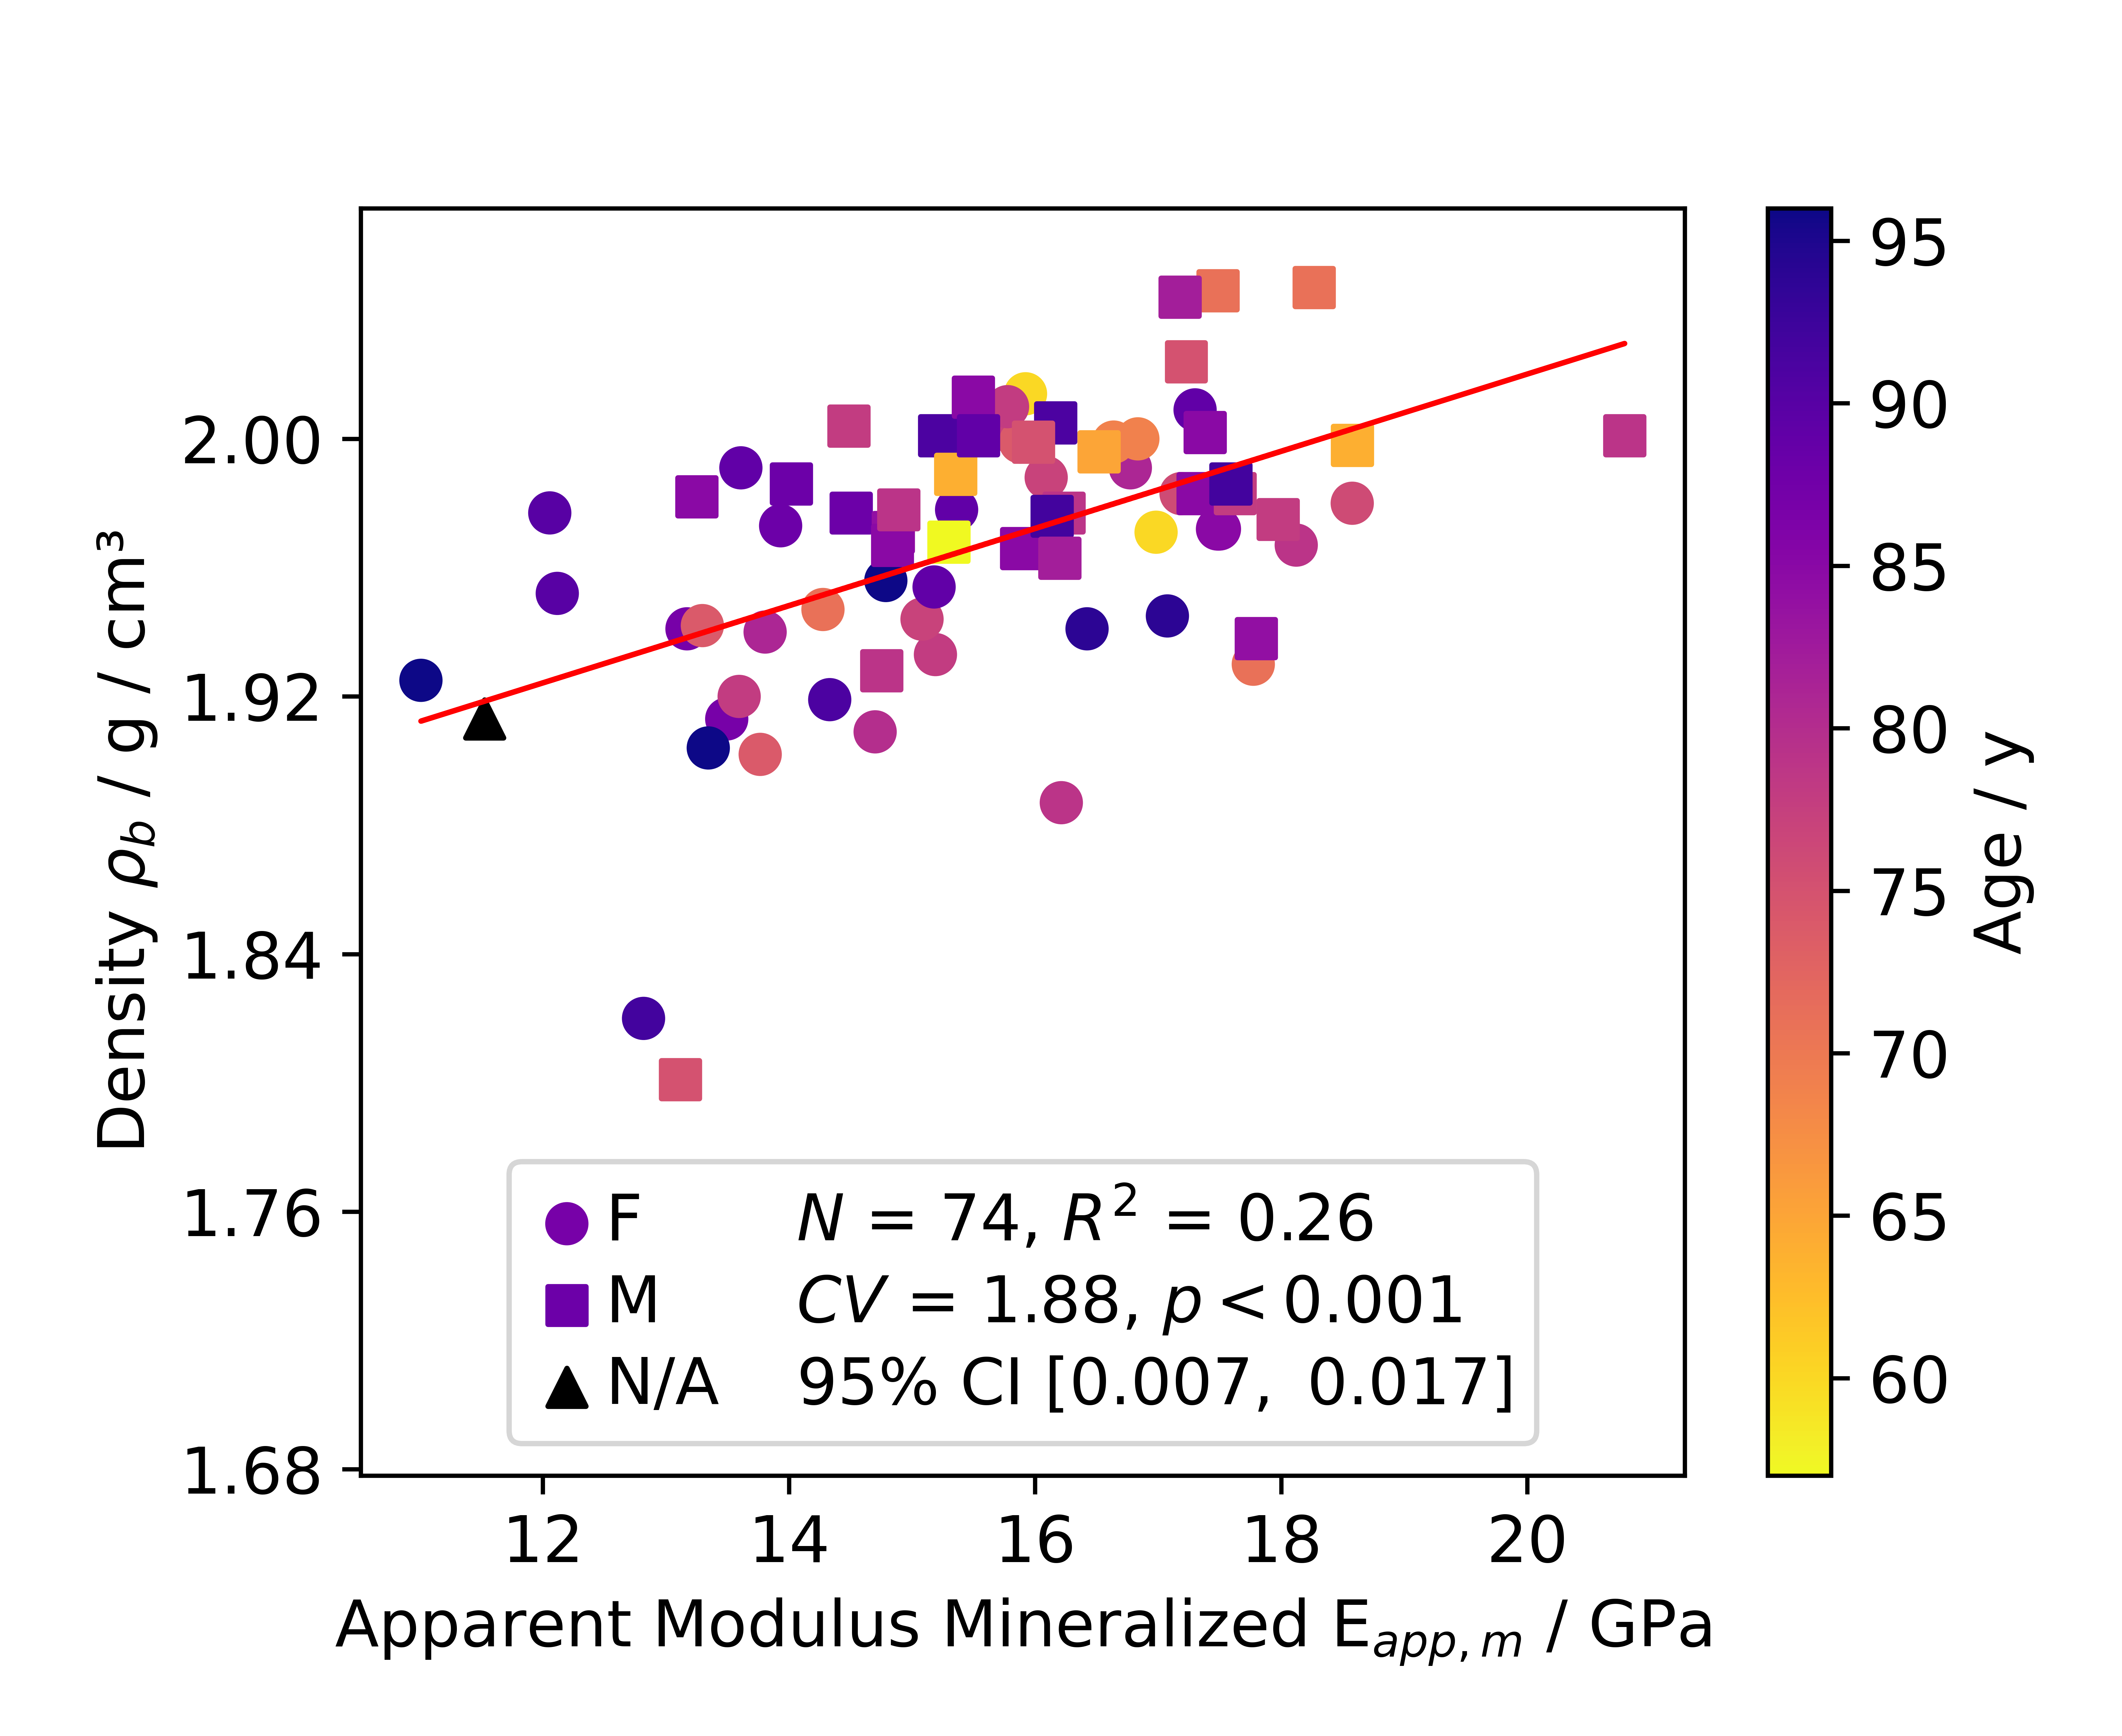 Density ρb / g / cm³
2.00
1.92
1.84
1.76
1.68
F
M
N/A
N = 74, R² = 0.26
CV = 1.88, p < 0.001
95% CI [0.007, 0.017]
12 14 16 18 20
Apparent Modulus Mineralized Eapp,m / GPa
95
90
85
80
75
70
65
60
Age / y